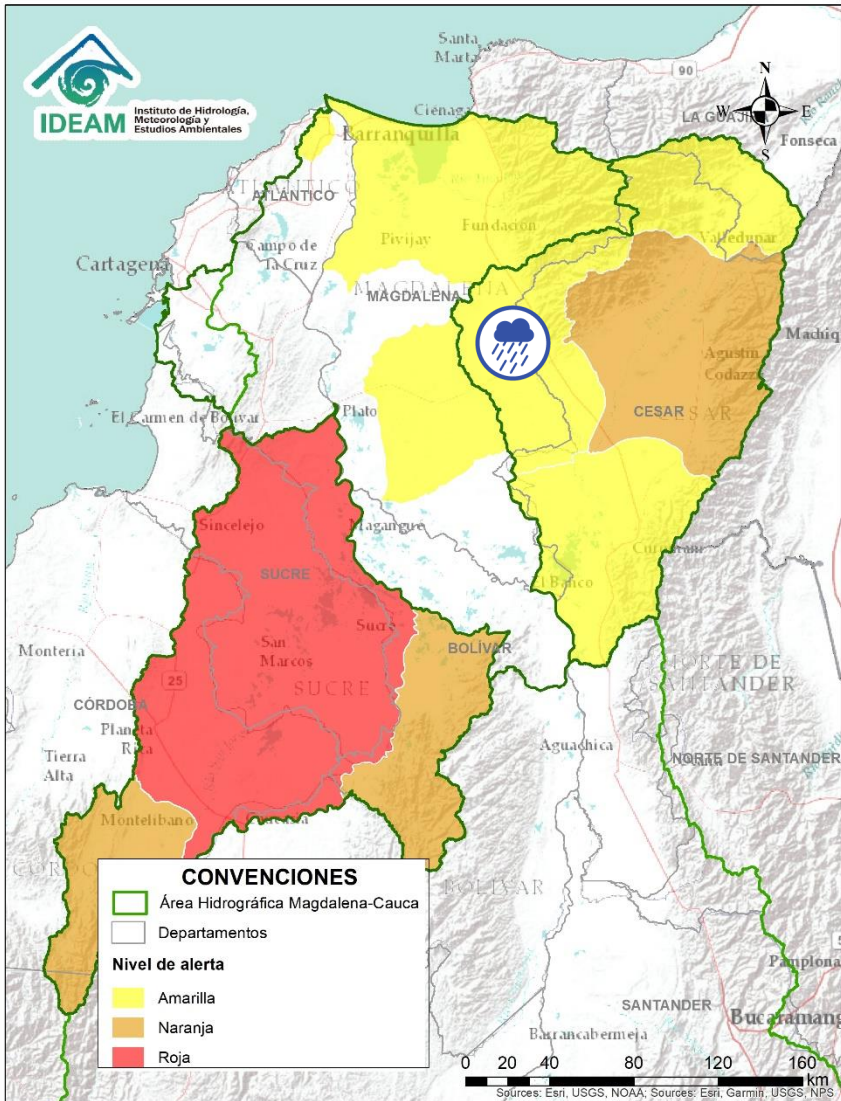 IDEAM
Instituto de Hidrología,
Meteorología y
Estudios Ambientales
Santa
Marta
90
N
W
E
S
Ciénaga
LA GUAJI
Fonseca
Barranquilla
ATLÁNTICO
Valledupar
Pivijay
Fundación
Campo de
la Cruz
Cartagena
MAGDALENA
Machiq
Agustín
Codazzi
El Carmen de Bolívar
Plato
CESAR
Sincelejo
Magangué
SUCRE
El Banco
Sucre
San
Marcos
BOLÍVAR
Montería
25
SUCRE
NORTE DE
SANTANDER
CÓRDOBA
Planeta
Rica
Tierra
Alta
Aguachica
NORTE DE SANTANDER
Montelíbano
BOLÍVAR
CONVENCIONES
Área Hidrográfica Magdalena-Cauca
Departamentos
Nivel de alerta
Amarilla
Naranja
Roja
Pamplona
SANTANDER
Bucaramang
Barrancabermeja
0 20 40 80 120 160
km
Sources: Esri, USGS, NOAA; Sources: Esri, Garmin, USGS, NPS